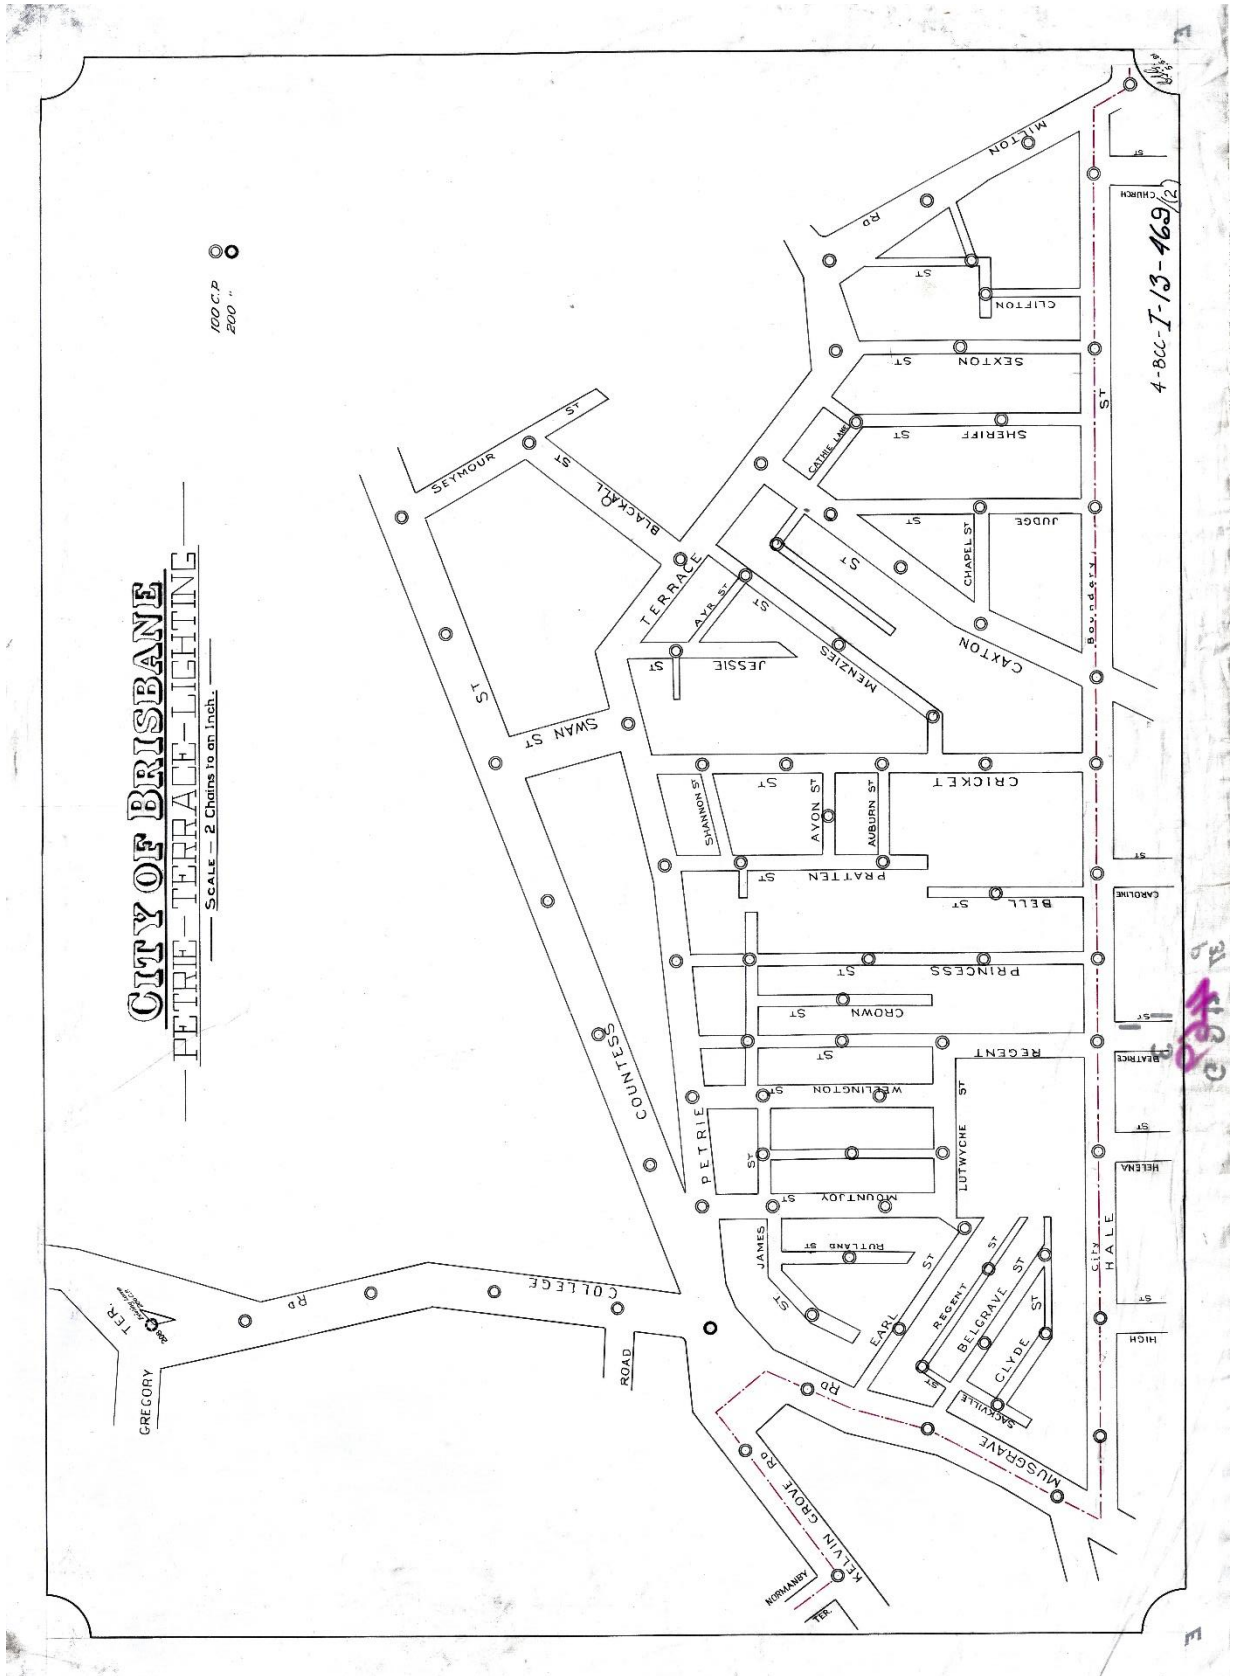 CITY OF BRISBANE
PETRIE-TERRACE-LIGHTING
SCALE — 2 Chains to an Inch.
100 C.P
200 "
4-BCC-I-13-469/(2)
MILTON
RD
CHURCH
ST
CLIFTON
ST
SEXTON
ST
SHERIFF
ST
CATHIE LANE
JUDGE
ST
CHAPEL ST
CAXTON
ST
Boundary
ST
SEYMOUR
ST
BLACKALL
ST
TERRACE
AYR ST
MENZIES
ST
JESSIE
ST
SWAN ST
ST
CRICKET
ST
SHANNON ST
AYON ST
AUBURN ST
PRATTEN
ST
BELL
ST
CAROLINE
ST
PRINCESS
ST
CROWN
ST
REGENT
ST
BEATRICE
ST
COUNTESS
WELLINGTON
ST
LUTWYCHE ST
PETRIE
ST
MOUNTJOY
ST
HELENA
ST
JAMES
ST
RUTLAND
ST
EARL
ST
REGENT
ST
BELGRAVE
ST
CLYDE
ST
SACKVILLE
ST
City
HALE
HIGH
ST
COLLEGE
RD
TER.
GREGORY
ROAD
RD
MUSGRAVE
KELVIN GROVE RD
NORMANBY
TER.
E
E